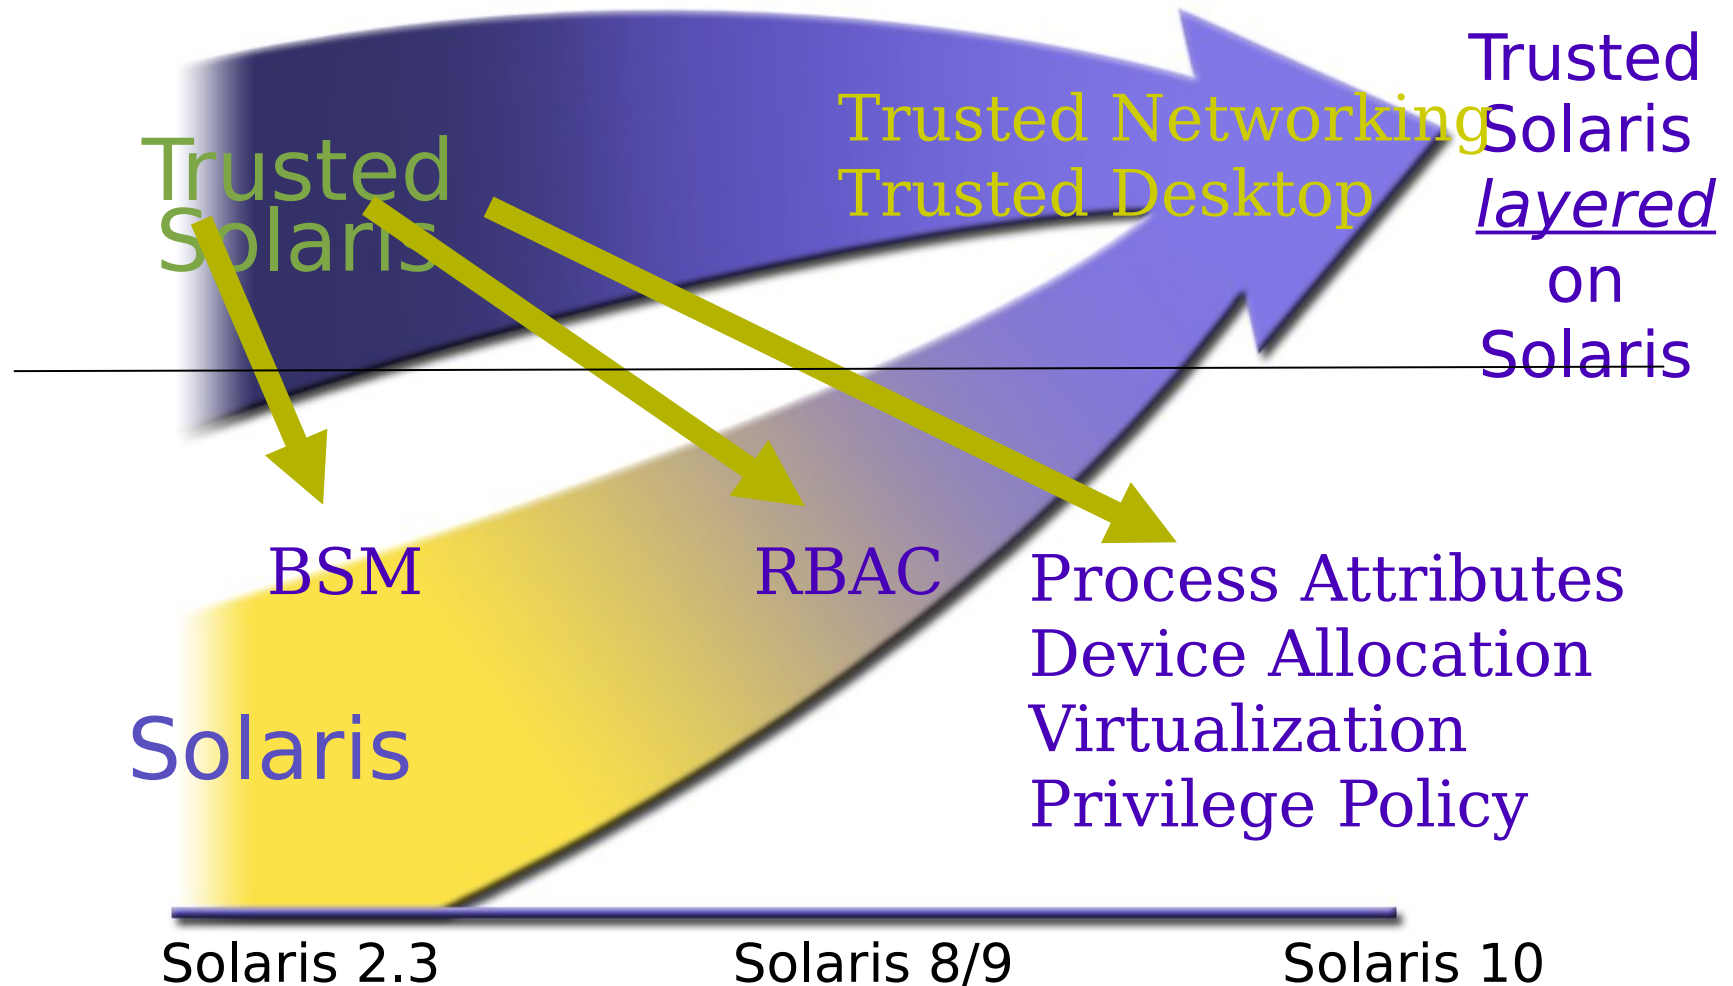 Trusted
Solaris
Trusted Networking
Trusted Desktop
Trusted
Solaris
layered
on
Solaris
BSM
RBAC
Process Attributes
Device Allocation
Virtualization
Privilege Policy
Solaris
Solaris 2.3
Solaris 8/9
Solaris 10